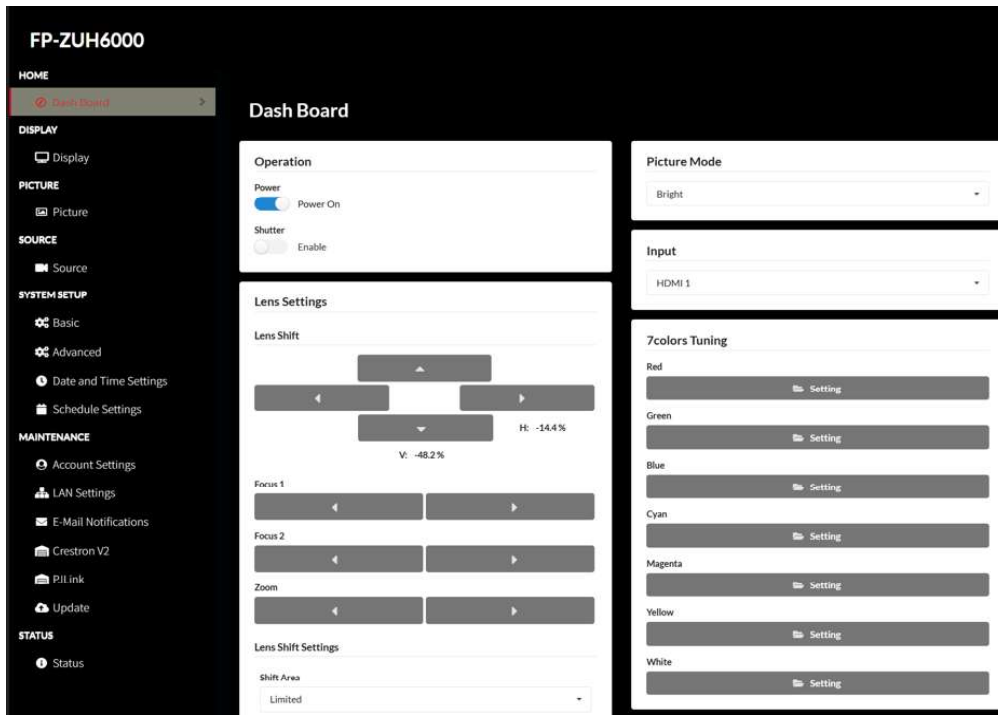 FP-ZUH6000
HOME
Dash Board
DISPLAY
Display
PICTURE
Picture
SOURCE
Source
SYSTEM SETUP
Basic
Advanced
Date and Time Settings
Schedule Settings
MAINTENANCE
Account Settings
LAN Settings
E-Mail Notifications
Crestron V2
PJLink
Update
STATUS
Status
Dash Board
Operation
Power
Power On
Shutter
Enable
Lens Settings
Lens Shift
H: -14.4 %
V: -48.2 %
Focus 1
Focus 2
Zoom
Lens Shift Settings
Shift Area
Limited
Picture Mode
Bright
Input
HDMI 1
7colors Tuning
Red
Setting
Green
Setting
Blue
Setting
Cyan
Setting
Magenta
Setting
Yellow
Setting
White
Setting